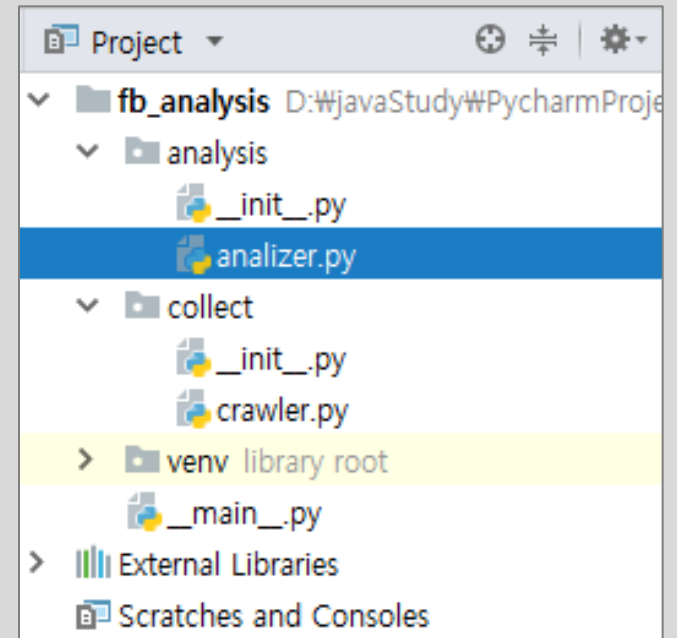 Project
fb_analysis D:₩javaStudy₩PycharmProje
analysis
__init__.py
analizer.py
collect
__init__.py
crawler.py
venv library root
__main__.py
External Libraries
Scratches and Consoles